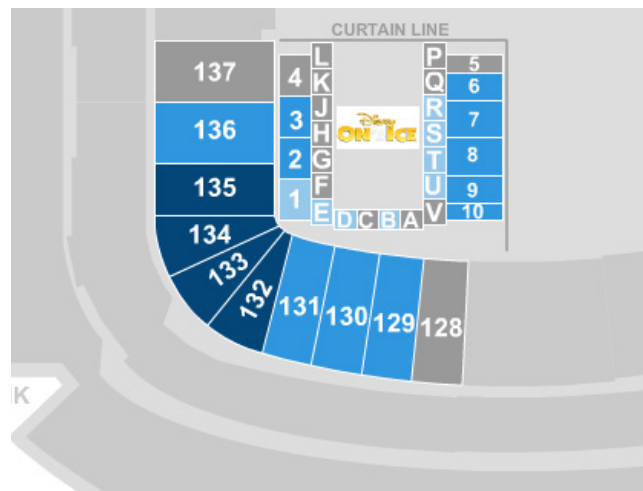 CURTAIN LINE
137
136
135
134
133
132
131
130
129
128
4
3
2
1
L
K
J
H
G
F
E
D
C
B
A
Disney
ON ICE
P
Q
R
S
T
U
V
5
6
7
8
9
10
K